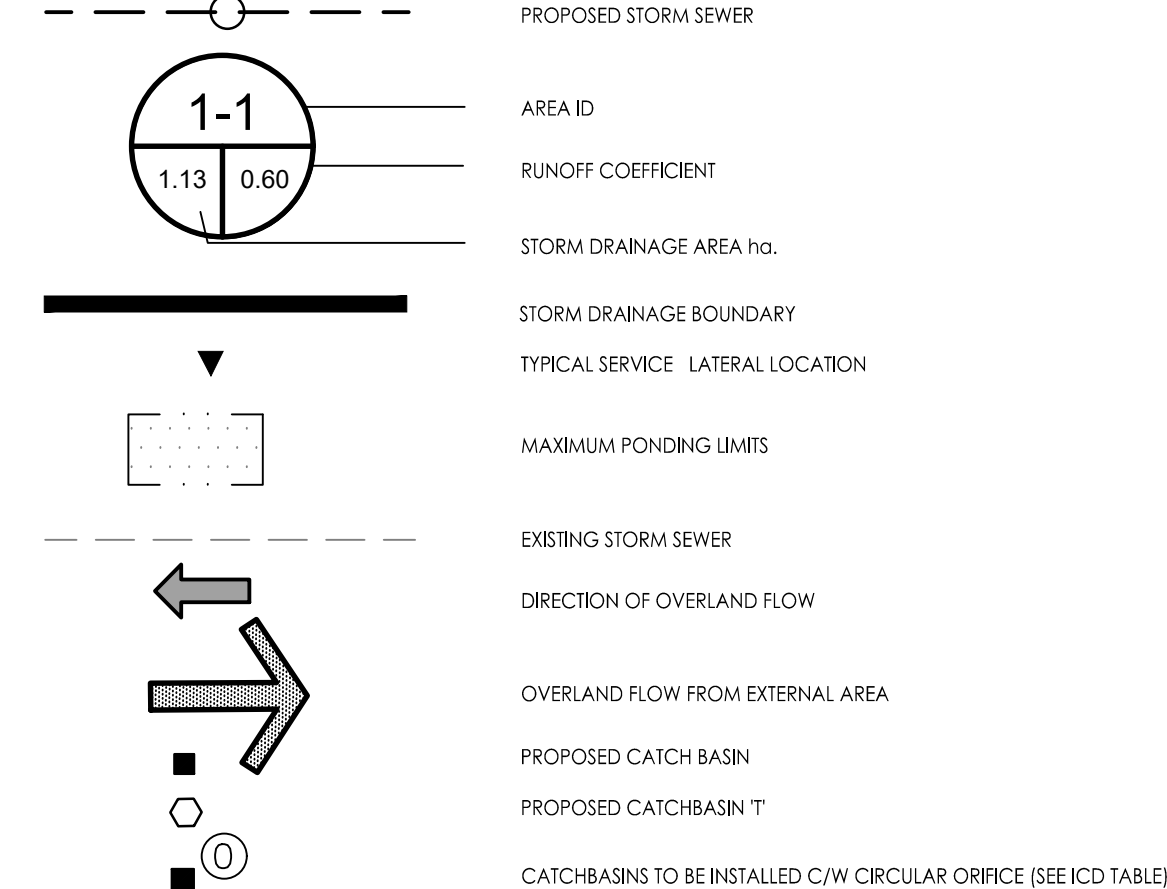 PROPOSED STORM SEWER
1-1
AREA ID
1.13 0.60
RUNOFF COEFFICIENT
STORM DRAINAGE AREA ha.
STORM DRAINAGE BOUNDARY
TYPICAL SERVICE LATERAL LOCATION
MAXIMUM PONDING LIMITS
EXISTING STORM SEWER
DIRECTION OF OVERLAND FLOW
OVERLAND FLOW FROM EXTERNAL AREA
PROPOSED CATCH BASIN
PROPOSED CATCHBASIN 'T'
O
CATCHBASINS TO BE INSTALLED C/W CIRCULAR ORIFICE (SEE ICD TABLE)